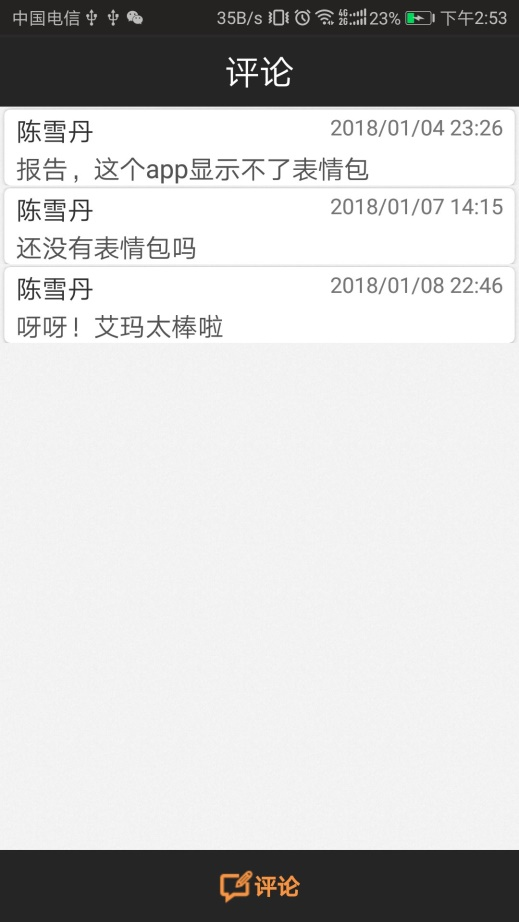 中国电信 35B/s 4G 2G 23% 下午2:53
评论
陈雪丹 2018/01/04 23:26
报告，这个app显示不了表情包
陈雪丹 2018/01/07 14:15
还没有表情包吗
陈雪丹 2018/01/08 22:46
呀呀！艾玛太棒啦
评论